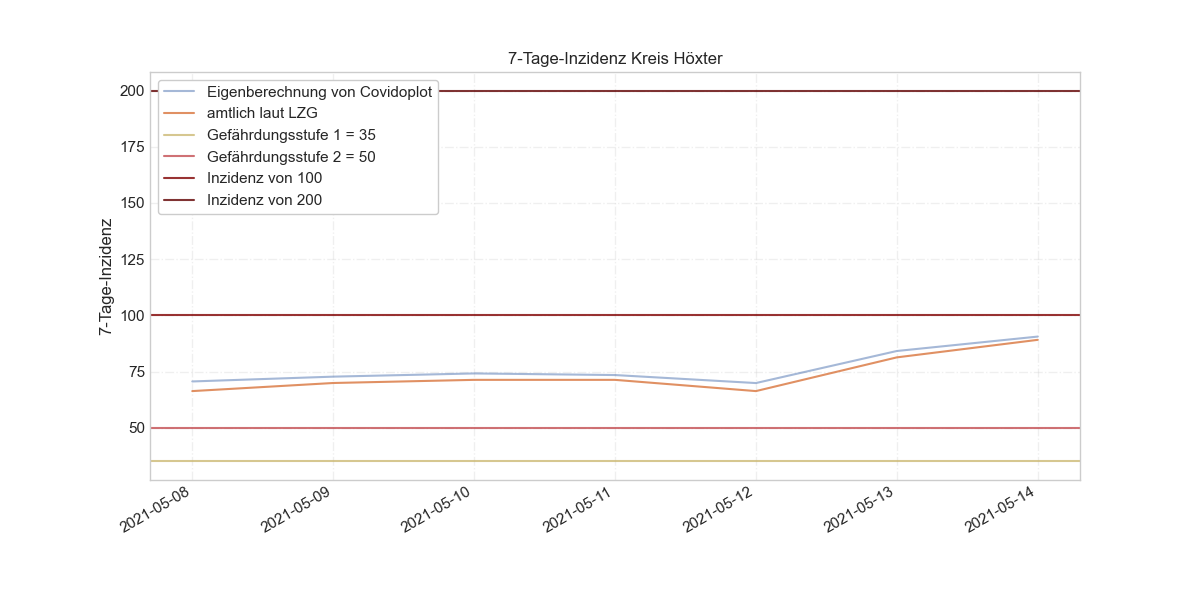 7-Tage-Inzidenz Kreis Höxter
Eigenberechnung von Covidoplot
amtlich laut LZG
Gefährdungsstufe 1 = 35
Gefährdungsstufe 2 = 50
Inzidenz von 100
Inzidenz von 200
7-Tage-Inzidenz
200
175
150
125
100
75
50
2021-05-08
2021-05-09
2021-05-10
2021-05-11
2021-05-12
2021-05-13
2021-05-14